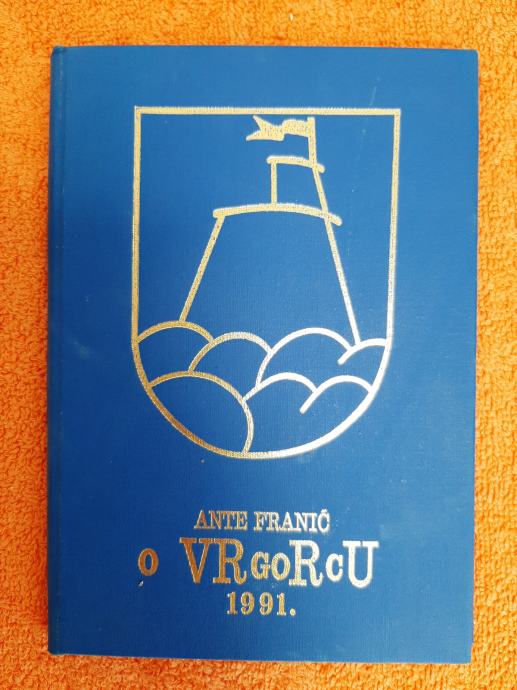 ANTE FRANIĆ
O VRgoRcU
1991.